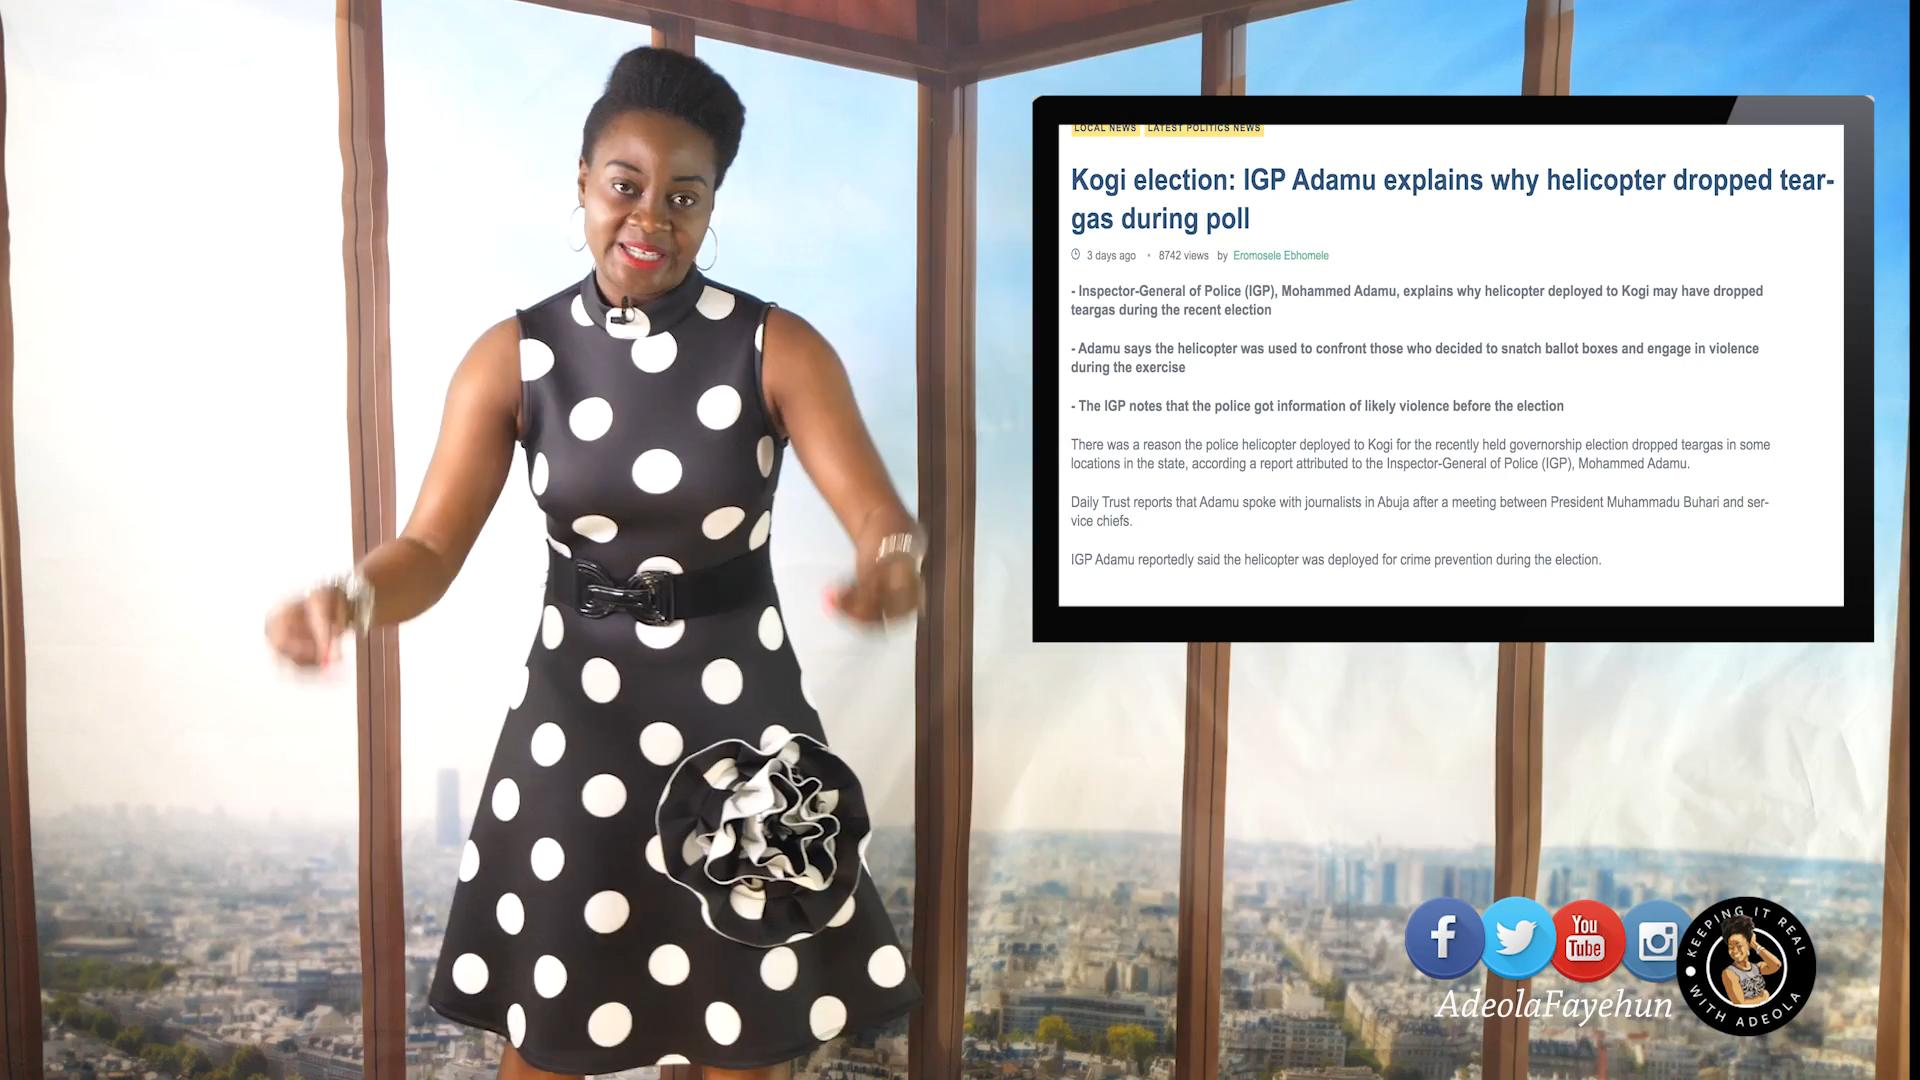 LOCAL NEWS LATEST POLITICS NEWS
Kogi election: IGP Adamu explains why helicopter dropped tear-
gas during poll
3 days ago • 8742 views by Eromosele Ebhomele
- Inspector-General of Police (IGP), Mohammed Adamu, explains why helicopter deployed to Kogi may have dropped
teargas during the recent election
- Adamu says the helicopter was used to confront those who decided to snatch ballot boxes and engage in violence
during the exercise
- The IGP notes that the police got information of likely violence before the election
There was a reason the police helicopter deployed to Kogi for the recently held governorship election dropped teargas in some
locations in the state, according a report attributed to the Inspector-General of Police (IGP), Mohammed Adamu.
Daily Trust reports that Adamu spoke with journalists in Abuja after a meeting between President Muhammadu Buhari and ser-
vice chiefs.
IGP Adamu reportedly said the helicopter was deployed for crime prevention during the election.
f
You
Tube
AdeolaFayehun
KEEPING IT REAL
WITH ADEOLA